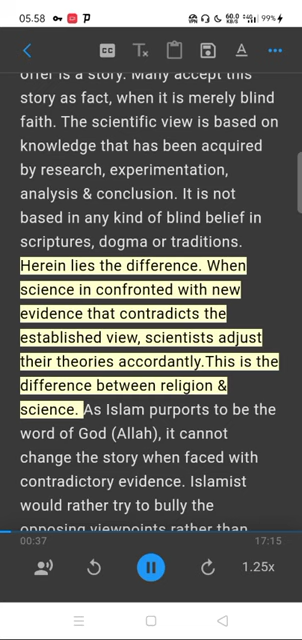 05.58
60.0 KB/S
99%
CC
A
offer is a story. Many accept this
story as fact, when it is merely blind
faith. The scientific view is based on
knowledge that has been acquired
by research, experimentation,
analysis & conclusion. It is not
based in any kind of blind belief in
scriptures, dogma or traditions.
Herein lies the difference. When
science in confronted with new
evidence that contradicts the
established view, scientists adjust
their theories accordantly.This is the
difference between religion &
science. As Islam purports to be the
word of God (Allah), it cannot
change the story when faced with
contradictory evidence. Islamist
would rather try to bully the
opposing viewpoints rather than
00:37
17:15
1.25x